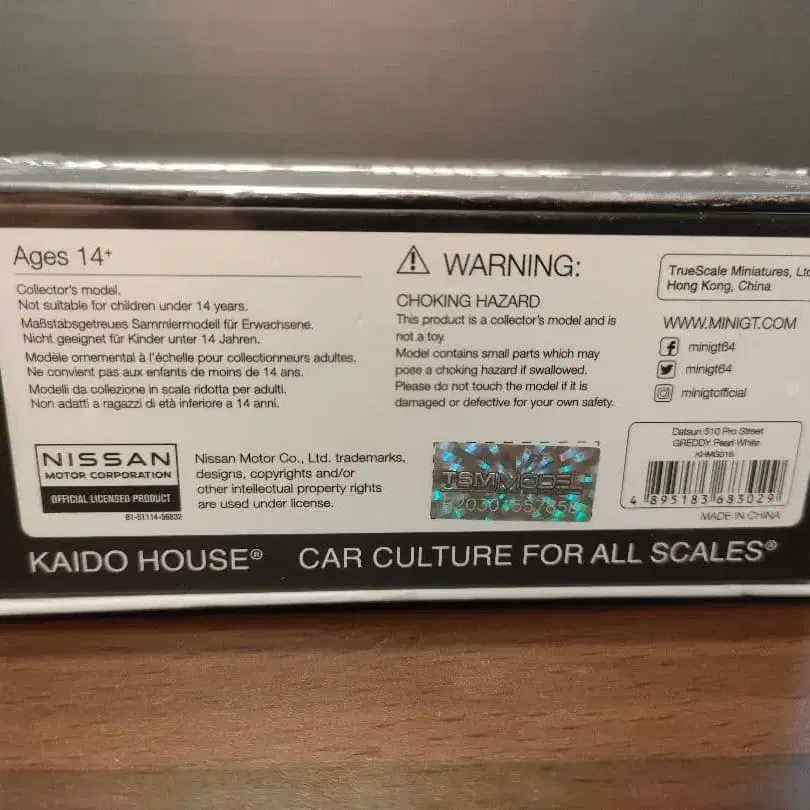 Ages 14+
Collector's model.
Not suitable for children under 14 years.
Maßstabsgetreues Sammlermodell für Erwachsene.
Nicht geeignet für Kinder unter 14 Jahren.
Modèle ornemental à l'échelle pour collectionneurs adultes.
Ne convient pas aux enfants de moins de 14 ans.
Modelli da collezione in scala ridotta per adulti.
Non adatti a ragazzi di età inferiore a 14 anni.
WARNING:
CHOKING HAZARD
This product is a collector's model and is
not a toy.
Model contains small parts which may
pose a choking hazard if swallowed.
Please do not touch the model if it is
damaged or defective for your own safety.
TrueScale Miniatures, Ltd
Hong Kong, China
WWW.MINIGT.COM
minigt64
minigt64
minigtofficial
NISSAN
MOTOR CORPORATION
OFFICIAL LICENSED PRODUCT
61-51114-56832
Nissan Motor Co., Ltd. trademarks,
designs, copyrights and/or
other intellectual property rights
are used under license.
TSMMODEL
Datsun 510 Pro Street
GREDDY Pearl White
KHMG016
4 895183 683029
MADE IN CHINA
KAIDO HOUSE® CAR CULTURE FOR ALL SCALES®